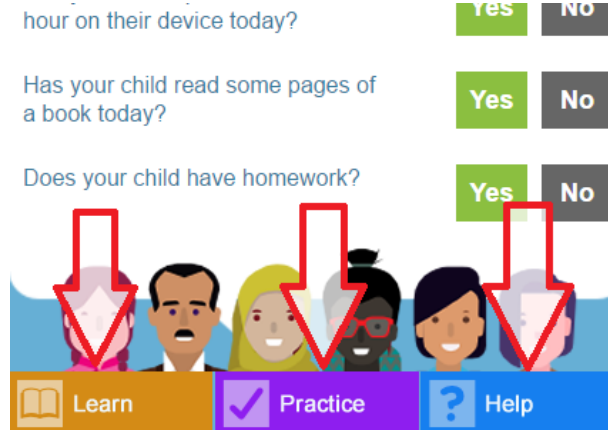 hour on their device today?
Yes No
Has your child read some pages of
a book today?
Yes No
Does your child have homework?
Yes No
Learn Practice Help